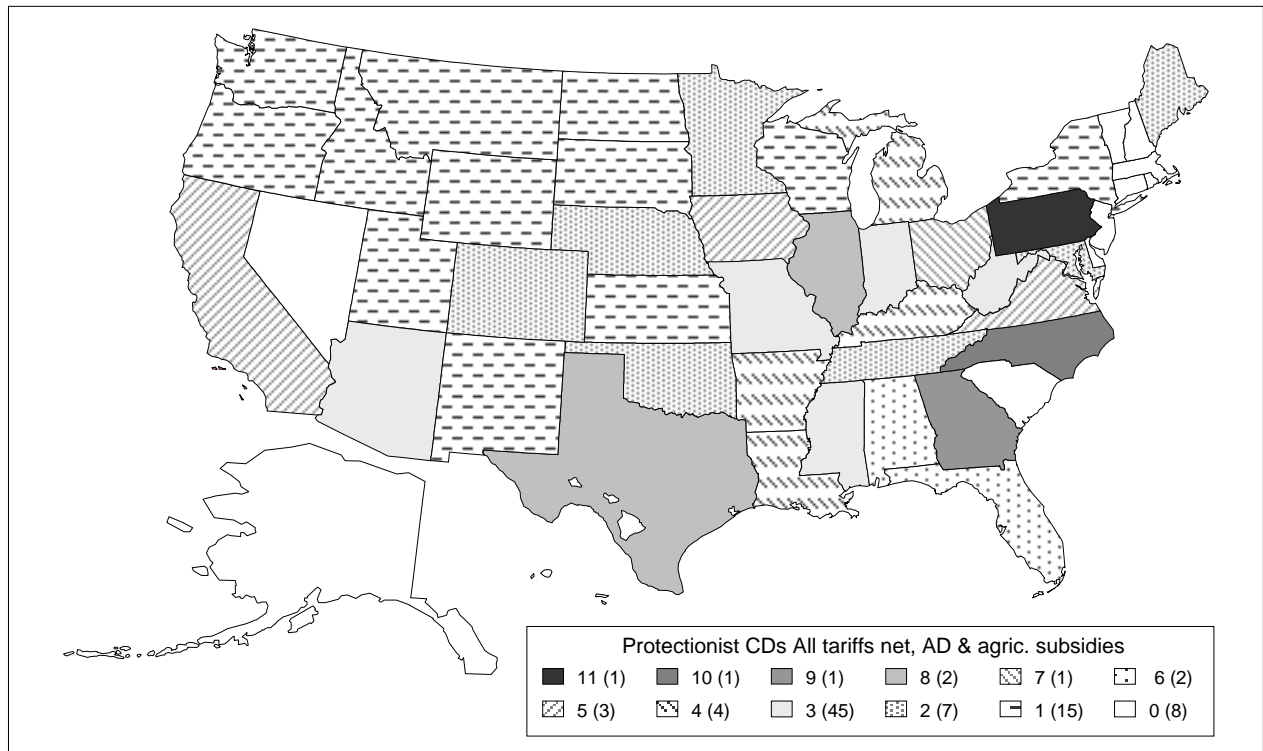 Protectionist CDs All tariffs net, AD & agric. subsidies
11 (1) 10 (1) 9 (1) 8 (2) 7 (1) 6 (2)
5 (3) 4 (4) 3 (45) 2 (7) 1 (15) 0 (8)